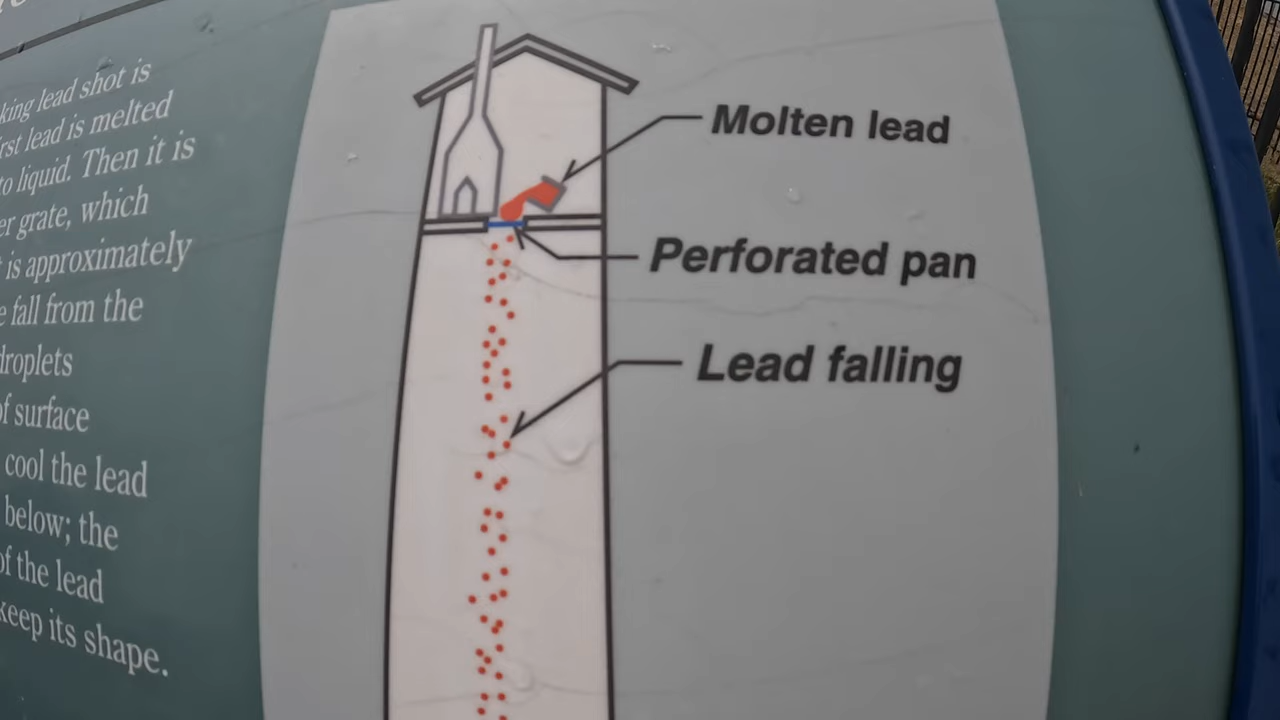 king lead shot is
rst lead is melted
to liquid. Then it is
er grate, which
is approximately
e fall from the
droplets
of surface
cool the lead
below; the
of the lead
keep its shape.
Molten lead
Perforated pan
Lead falling